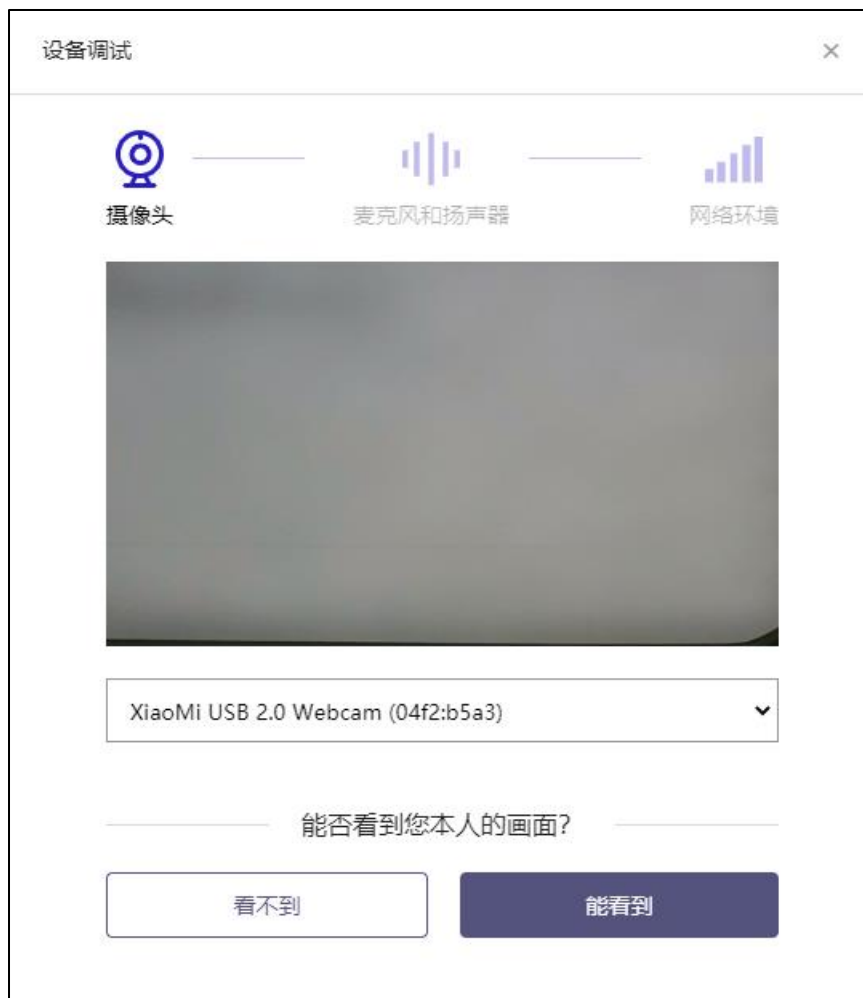 设备调试
摄像头
麦克风和扬声器
网络环境
XiaoMi USB 2.0 Webcam (04f2:b5a3)
能否看到您本人的画面?
看不到
能看到